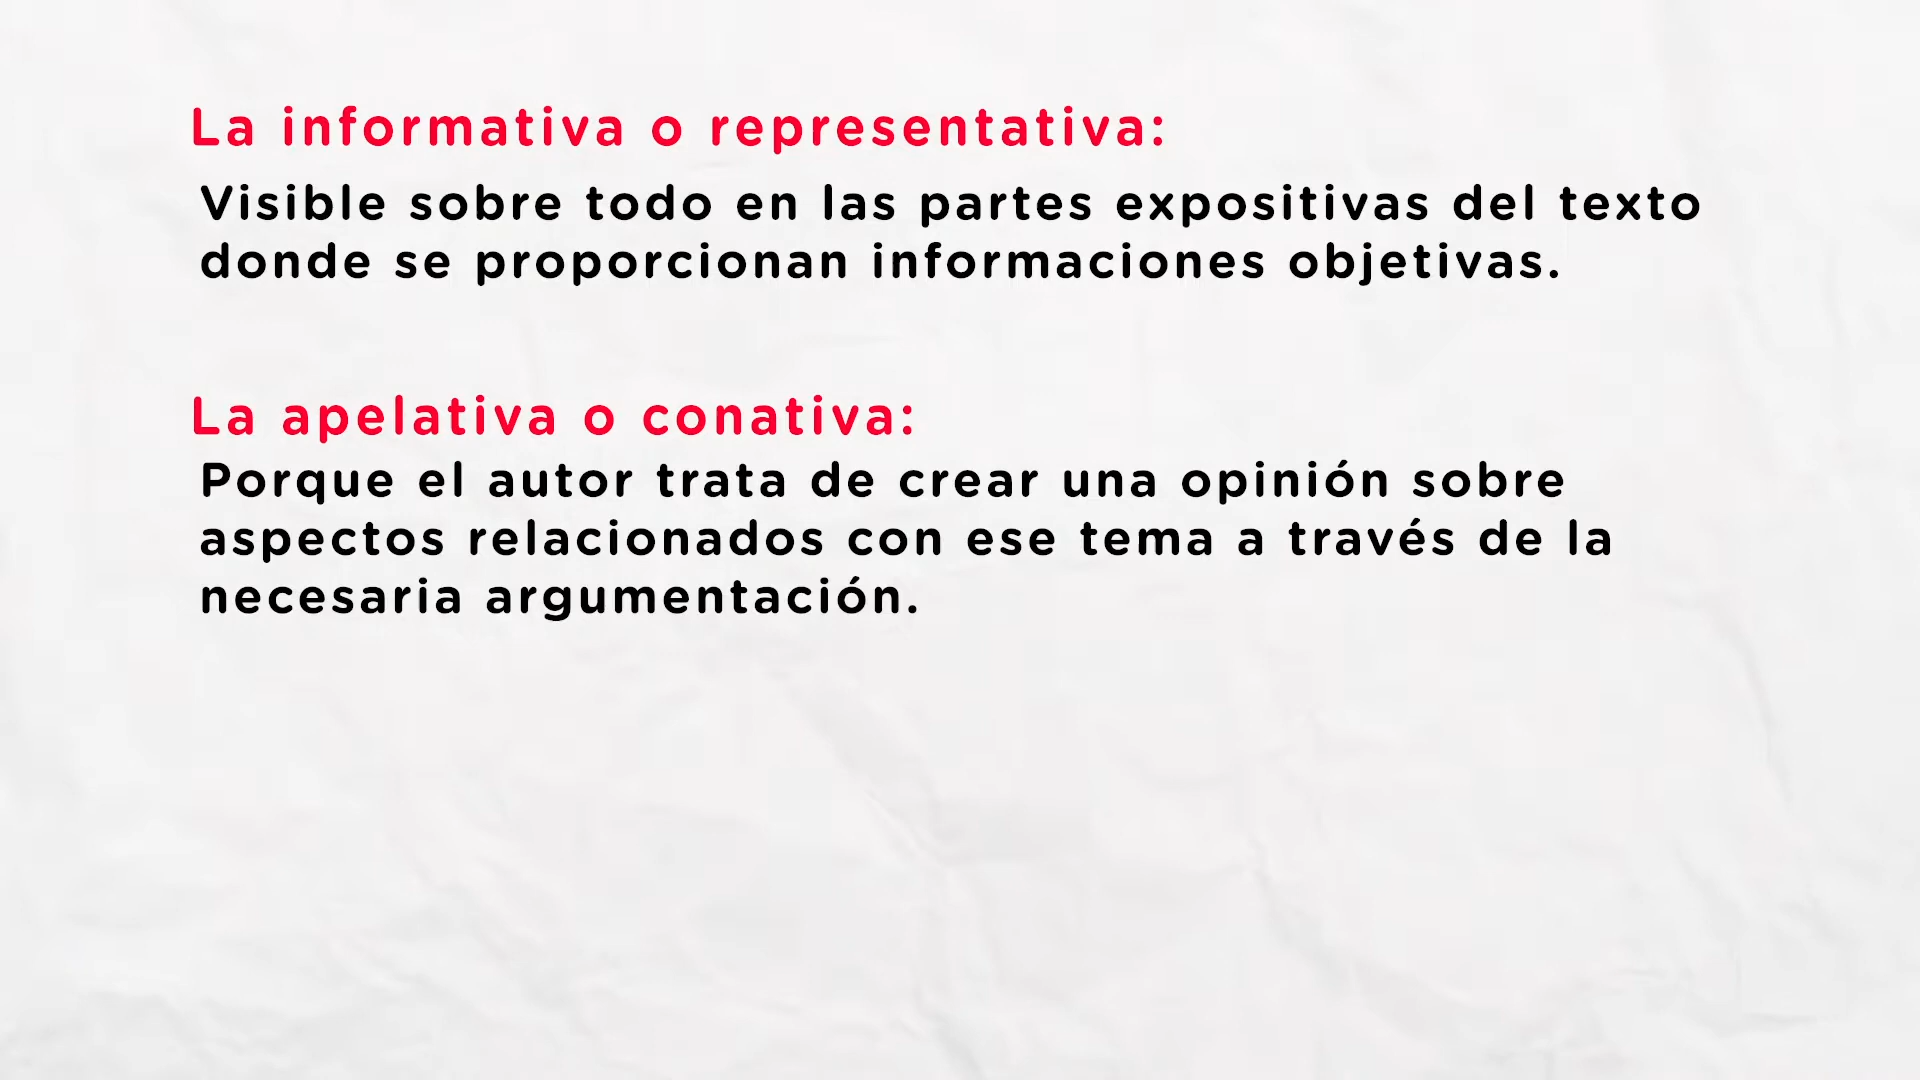 La informativa o representativa:
Visible sobre todo en las partes expositivas del texto
donde se proporcionan informaciones objetivas.
La apelativa o conativa:
Porque el autor trata de crear una opinión sobre
aspectos relacionados con ese tema a través de la
necesaria argumentación.